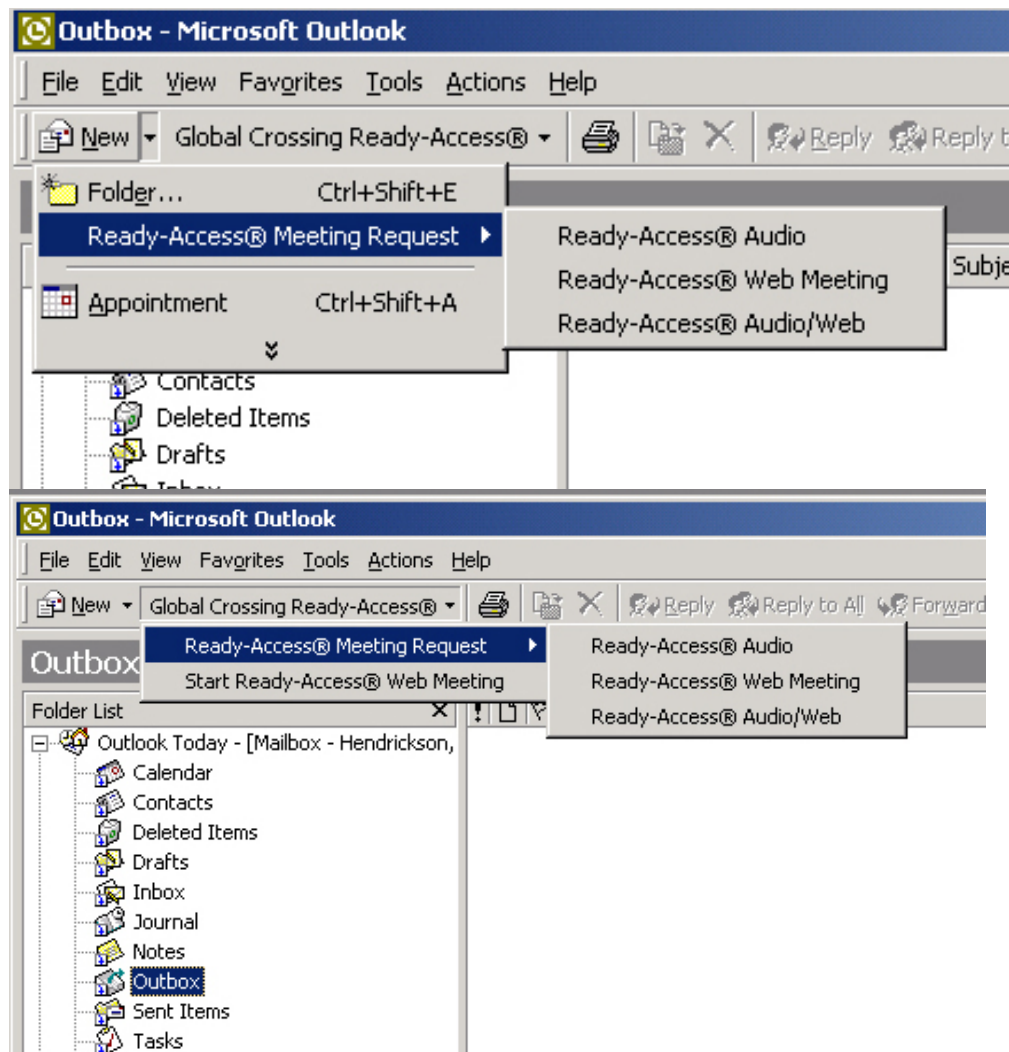 Outbox - Microsoft Outlook
File Edit View Favorites Tools Actions Help
New Global Crossing Ready-Access® Reply Reply t
Folder... Ctrl+Shift+E
Ready-Access® Meeting Request Ready-Access® Audio
Ready-Access® Web Meeting Subje
Appointment Ctrl+Shift+A Ready-Access® Audio/Web
Contacts
Deleted Items
Drafts
Inbox
Outbox - Microsoft Outlook
File Edit View Favorites Tools Actions Help
New Global Crossing Ready-Access® Reply Reply to All Forward
Outbox Ready-Access® Meeting Request Ready-Access® Audio
Start Ready-Access® Web Meeting Ready-Access® Web Meeting
Folder List Ready-Access® Audio/Web
Outlook Today - [Mailbox - Hendrickson,
Calendar
Contacts
Deleted Items
Drafts
Inbox
Journal
Notes
Outbox
Sent Items
Tasks